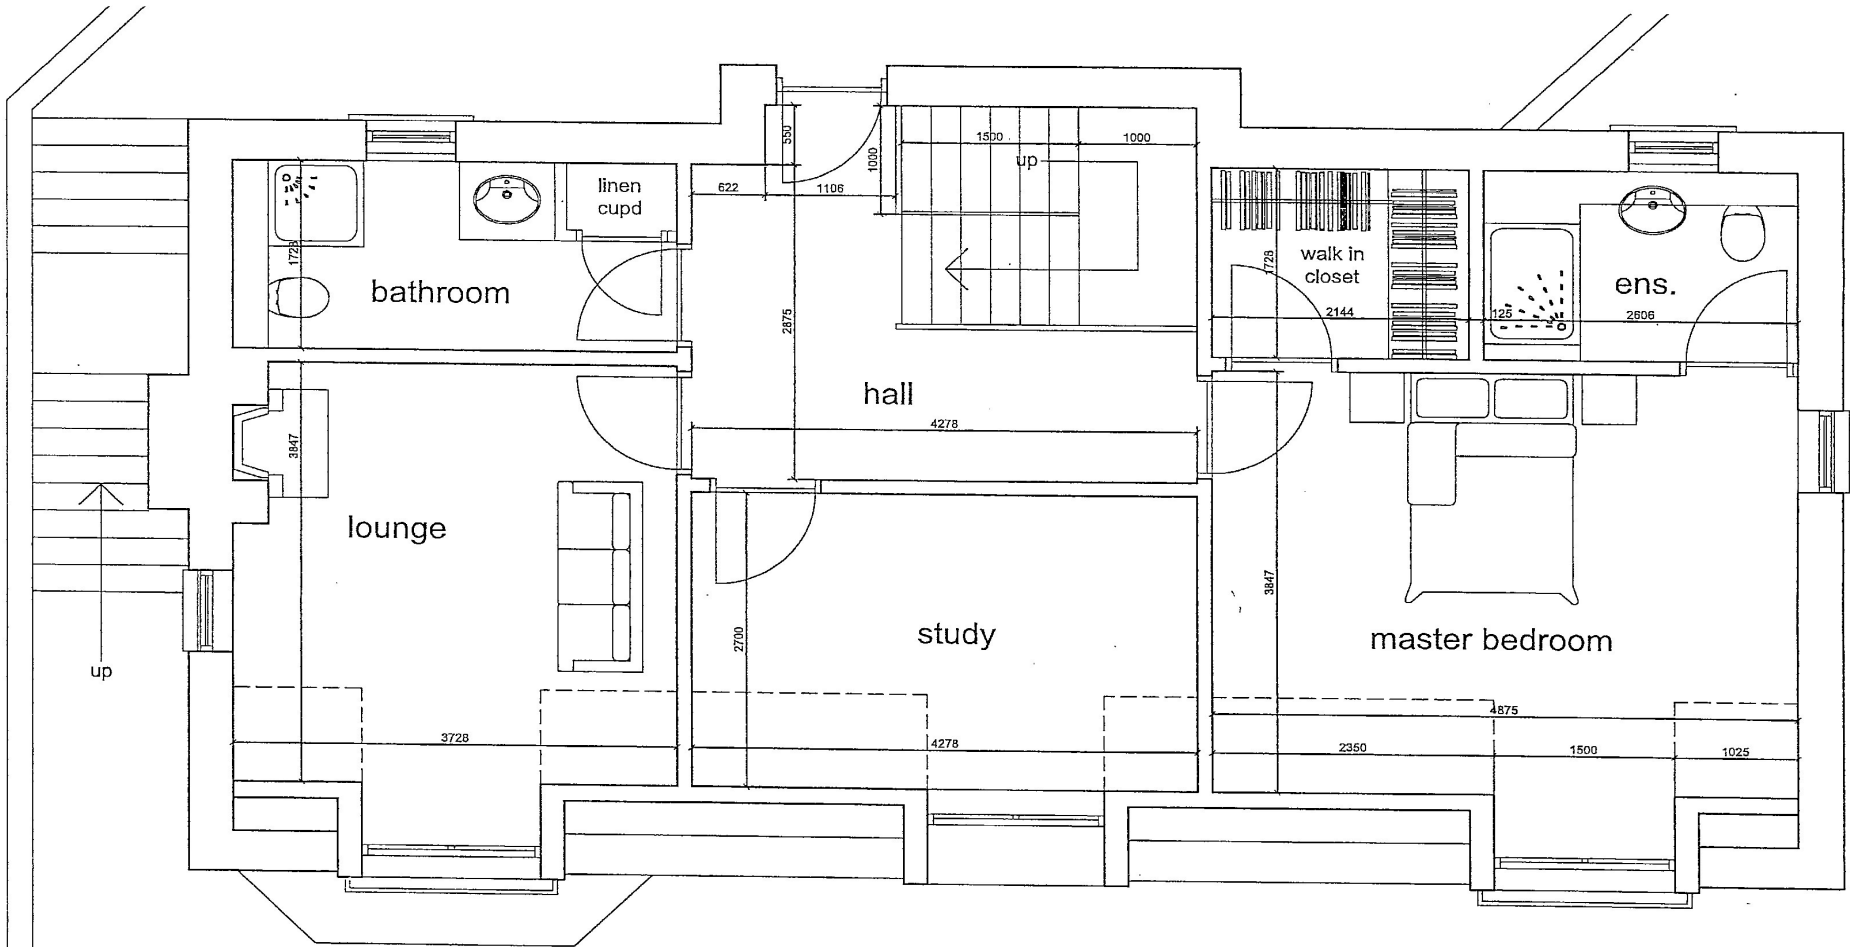 550
1500
1000
up
1000
linen
cupd
622
1106
1728
bathroom
2875
walk in
closet
1728
ens.
2144
125
2606
hall
4278
3847
lounge
3847
study
2700
master bedroom
up
4875
3728
4278
2350
1500
1025